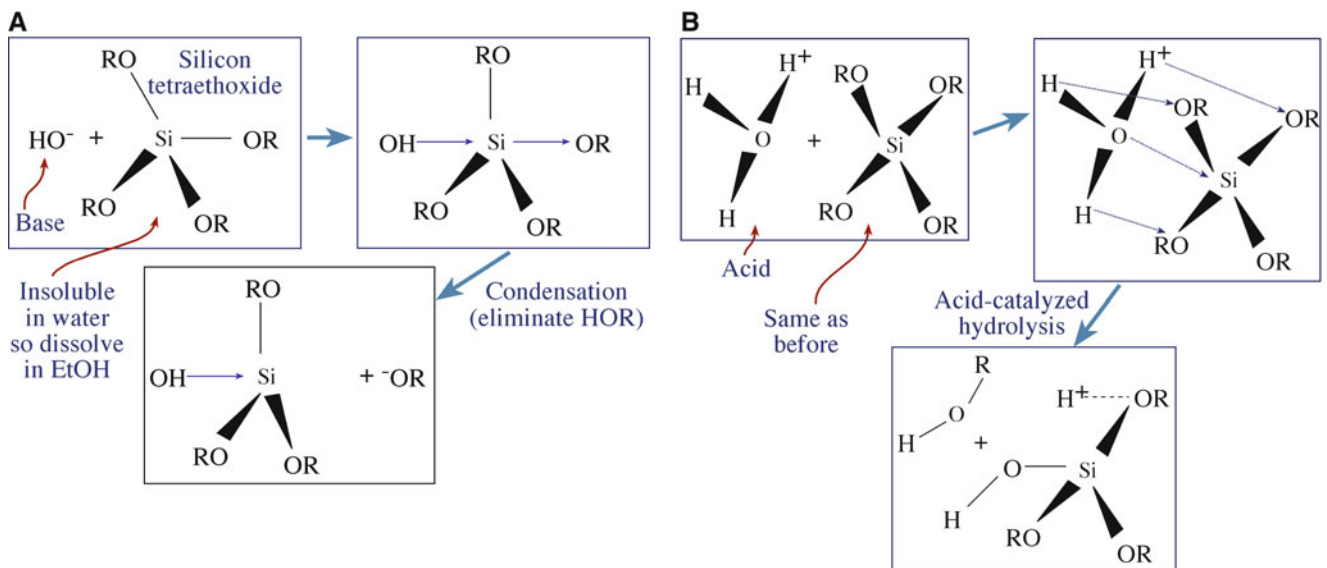 A
RO
Silicon
tetraethoxide
HO⁻ + Si OR
RO OR
Base
Insoluble
in water
so dissolve
in EtOH
RO
OH Si OR
RO OR
Condensation
(eliminate HOR)
RO
OH Si + ⁻OR
RO OR
B
H H⁺ RO OR
O + Si
H RO OR
Acid
Same as
before
H H⁺ OR OR
O Si
H RO OR
Acid-catalyzed
hydrolysis
R
O H⁺ OR
H +
O Si
H RO OR